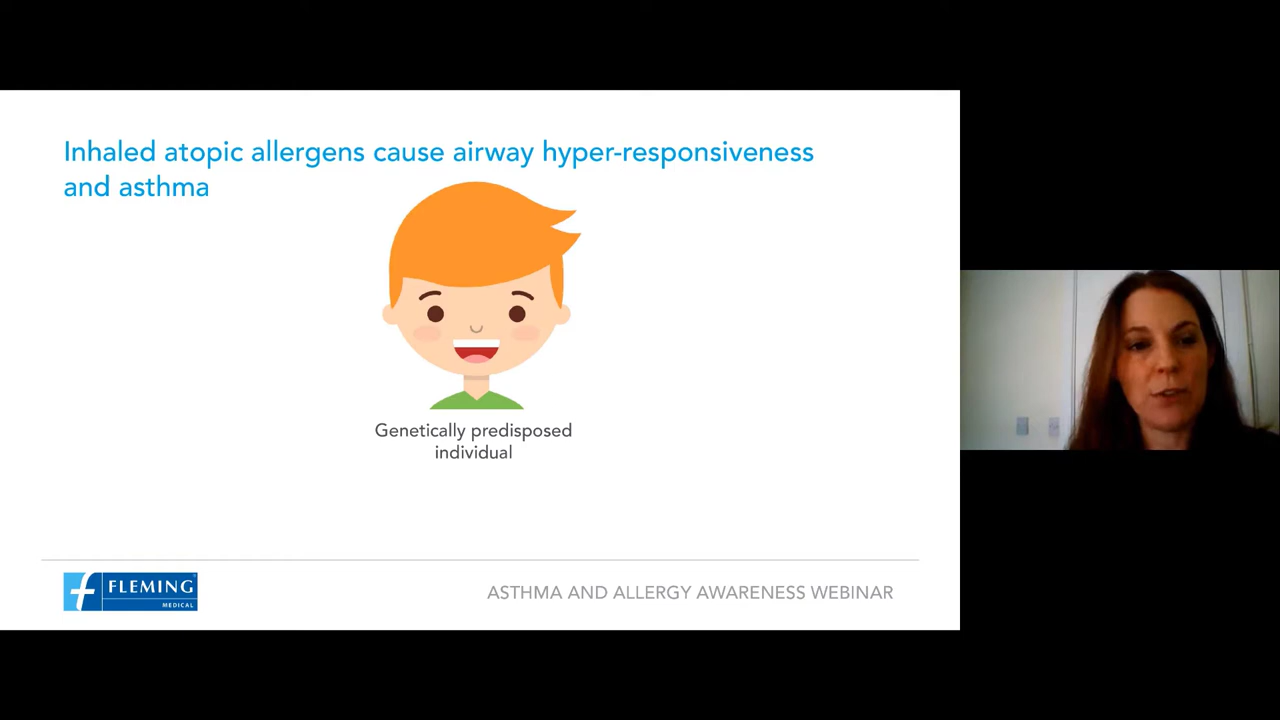 Inhaled atopic allergens cause airway hyper-responsiveness
and asthma
Genetically predisposed
individual
FLEMING
MEDICAL
ASTHMA AND ALLERGY AWARENESS WEBINAR